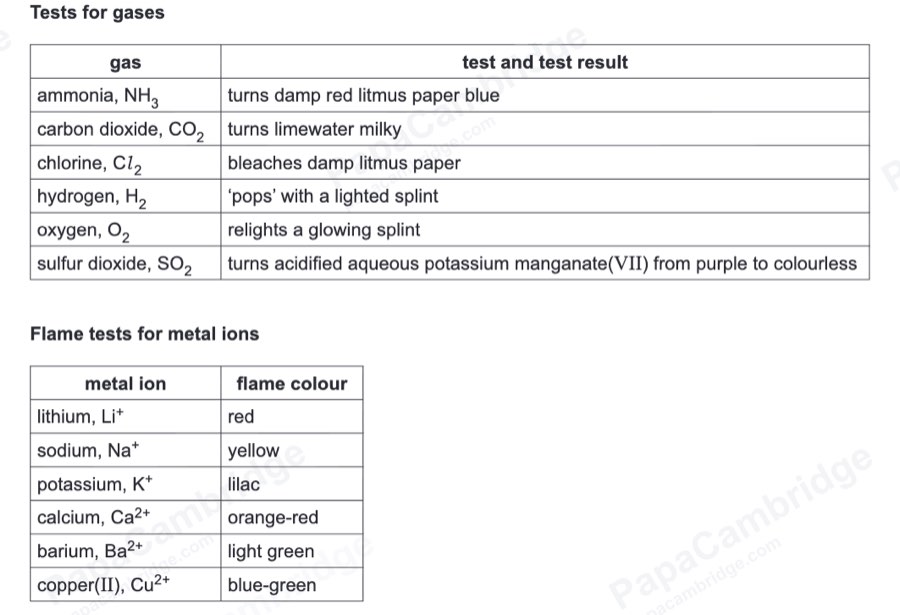 Tests for gases
gas test and test result
ammonia, NH₃ turns damp red litmus paper blue
carbon dioxide, CO₂ turns limewater milky
chlorine, Cl₂ bleaches damp litmus paper
hydrogen, H₂ ‘pops’ with a lighted splint
oxygen, O₂ relights a glowing splint
sulfur dioxide, SO₂ turns acidified aqueous potassium manganate(VII) from purple to colourless
Flame tests for metal ions
metal ion flame colour
lithium, Li⁺ red
sodium, Na⁺ yellow
potassium, K⁺ lilac
calcium, Ca²⁺ orange-red
barium, Ba²⁺ light green
copper(II), Cu²⁺ blue-green
PapaCambridge